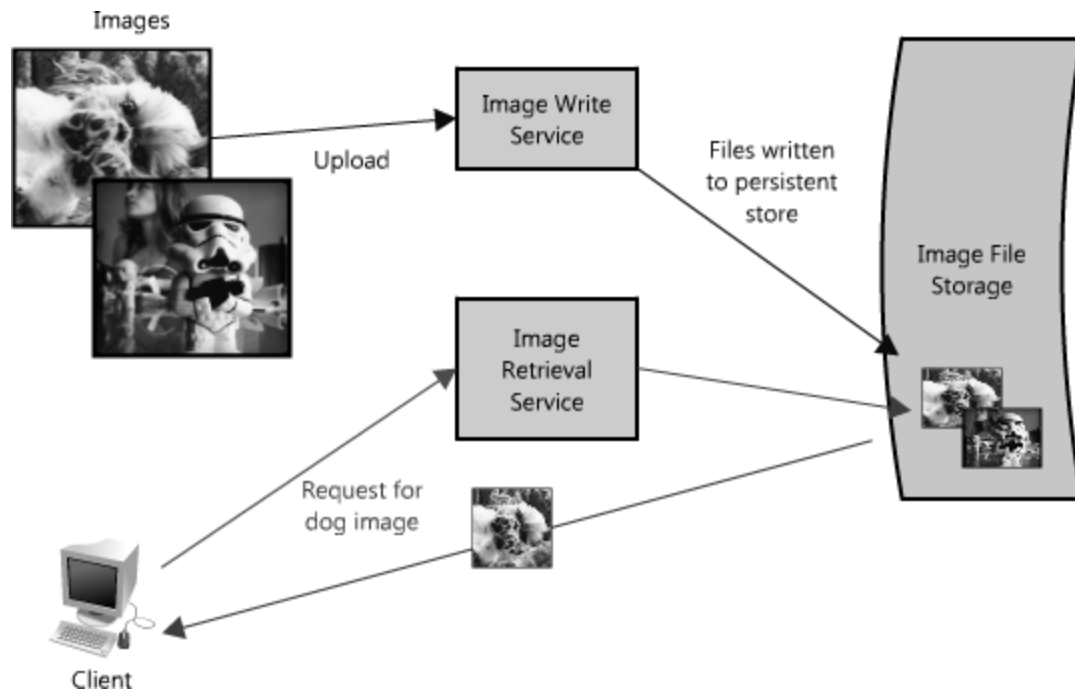 Images
Upload
Image Write
Service
Files written
to persistent
store
Image File
Storage
Image
Retrieval
Service
Request for
dog image
Client